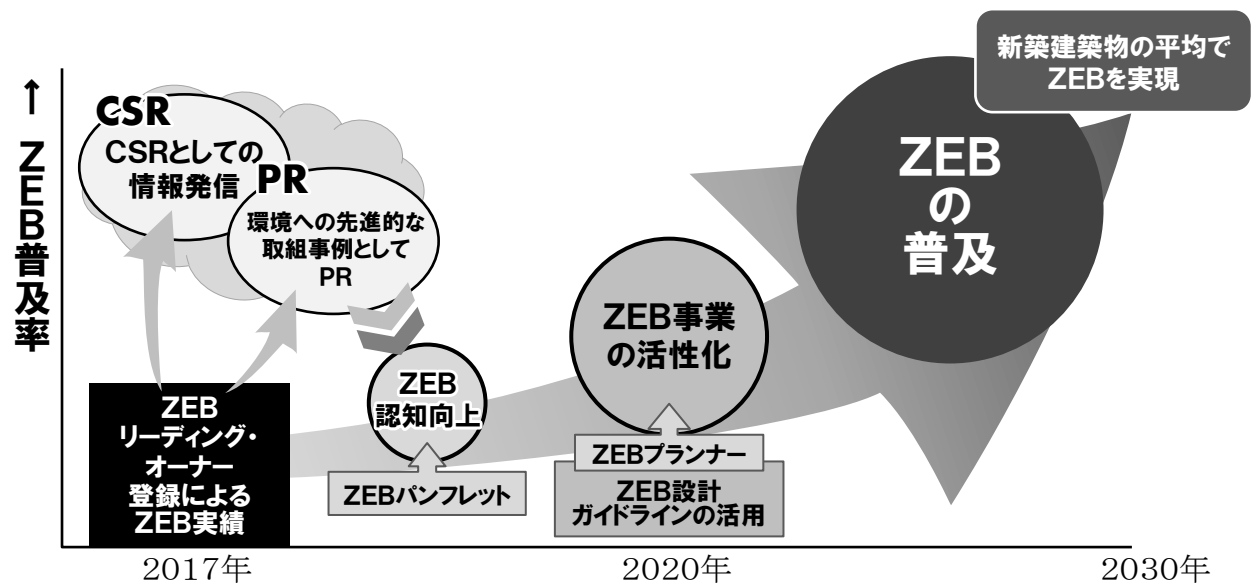 ↑ ZEB普及率
CSR
CSRとしての
情報発信
PR
環境への先進的な
取組事例として
PR
ZEB
リーディング・
オーナー
登録による
ZEB実績
ZEB
認知向上
ZEBパンフレット
ZEB事業
の活性化
ZEBプランナー
ZEB設計
ガイドラインの活用
ZEB
の
普及
新築建築物の平均で
ZEBを実現
2017年
2020年
2030年